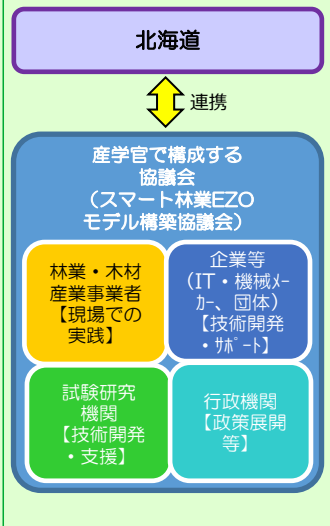 北海道
連携
産学官で構成する
協議会
（スマート林業EZO
モデル構築協議会）
林業・木材
産業事業者
【現場での
実践】
企業等
（IT・機械ﾒｰ
ｶｰ、団体）
【技術開発
・ｻﾎﾟｰﾄ】
試験研究
機関
【技術開発
・支援】
行政機関
【政策展開
等】